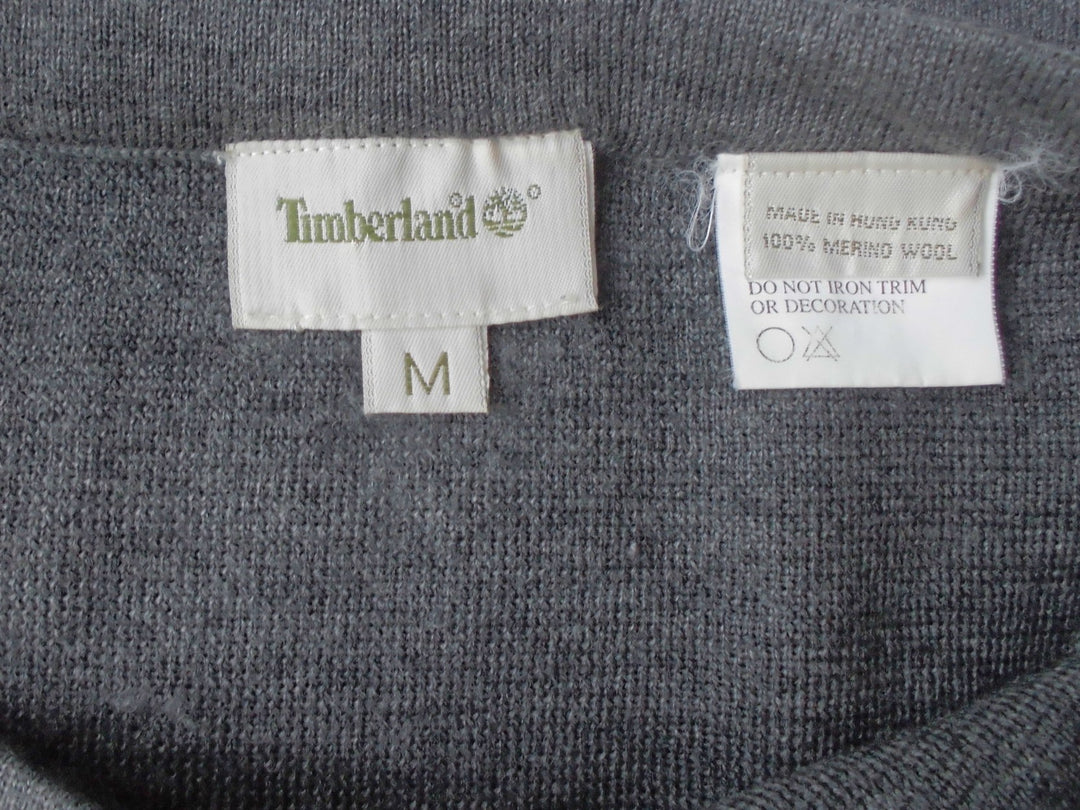 Timberland
M
MADE IN HONG KONG
100% MERINO WOOL
DO NOT IRON TRIM
OR DECORATION